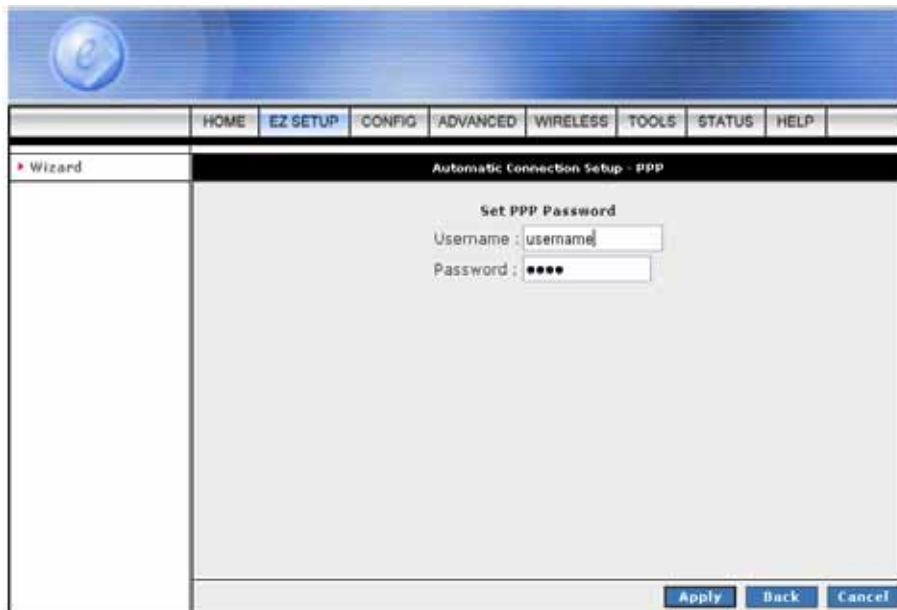 e
HOME EZ SETUP CONFIG ADVANCED WIRELESS TOOLS STATUS HELP
Wizard
Automatic Connection Setup - PPP
Set PPP Password
Username : username
Password : ••••
Apply Back Cancel